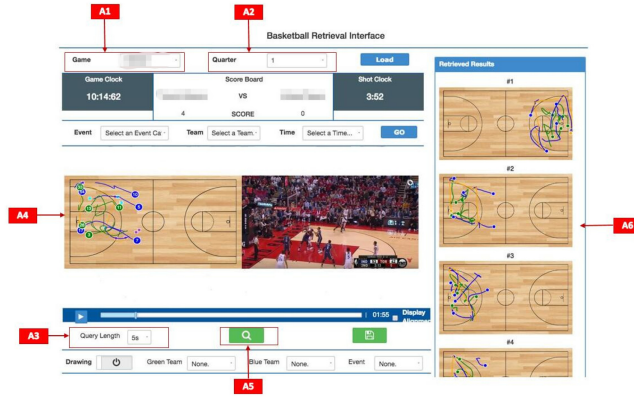 A1
A2
Basketball Retrieval Interface
Game
Quarter
1
Load
Retrieved Results
Game Clock
Score Board
Shot Clock
10:14:62
VS
3:52
4
SCORE
0
#1
Event
Select an Event Ca
Team
Select a Team.
Time
Select a Time...
GO
#2
A4
A6
#3
01:55
Display
A3
Query Length
5s
#4
Drawing
Green Team
None.
Blue Team
None.
Event
None.
A5